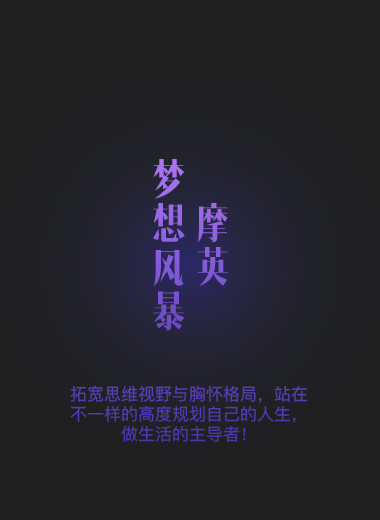 梦想风暴
摩英
拓宽思维视野与胸怀格局，站在
不一样的高度规划自己的人生，
做生活的主导者！